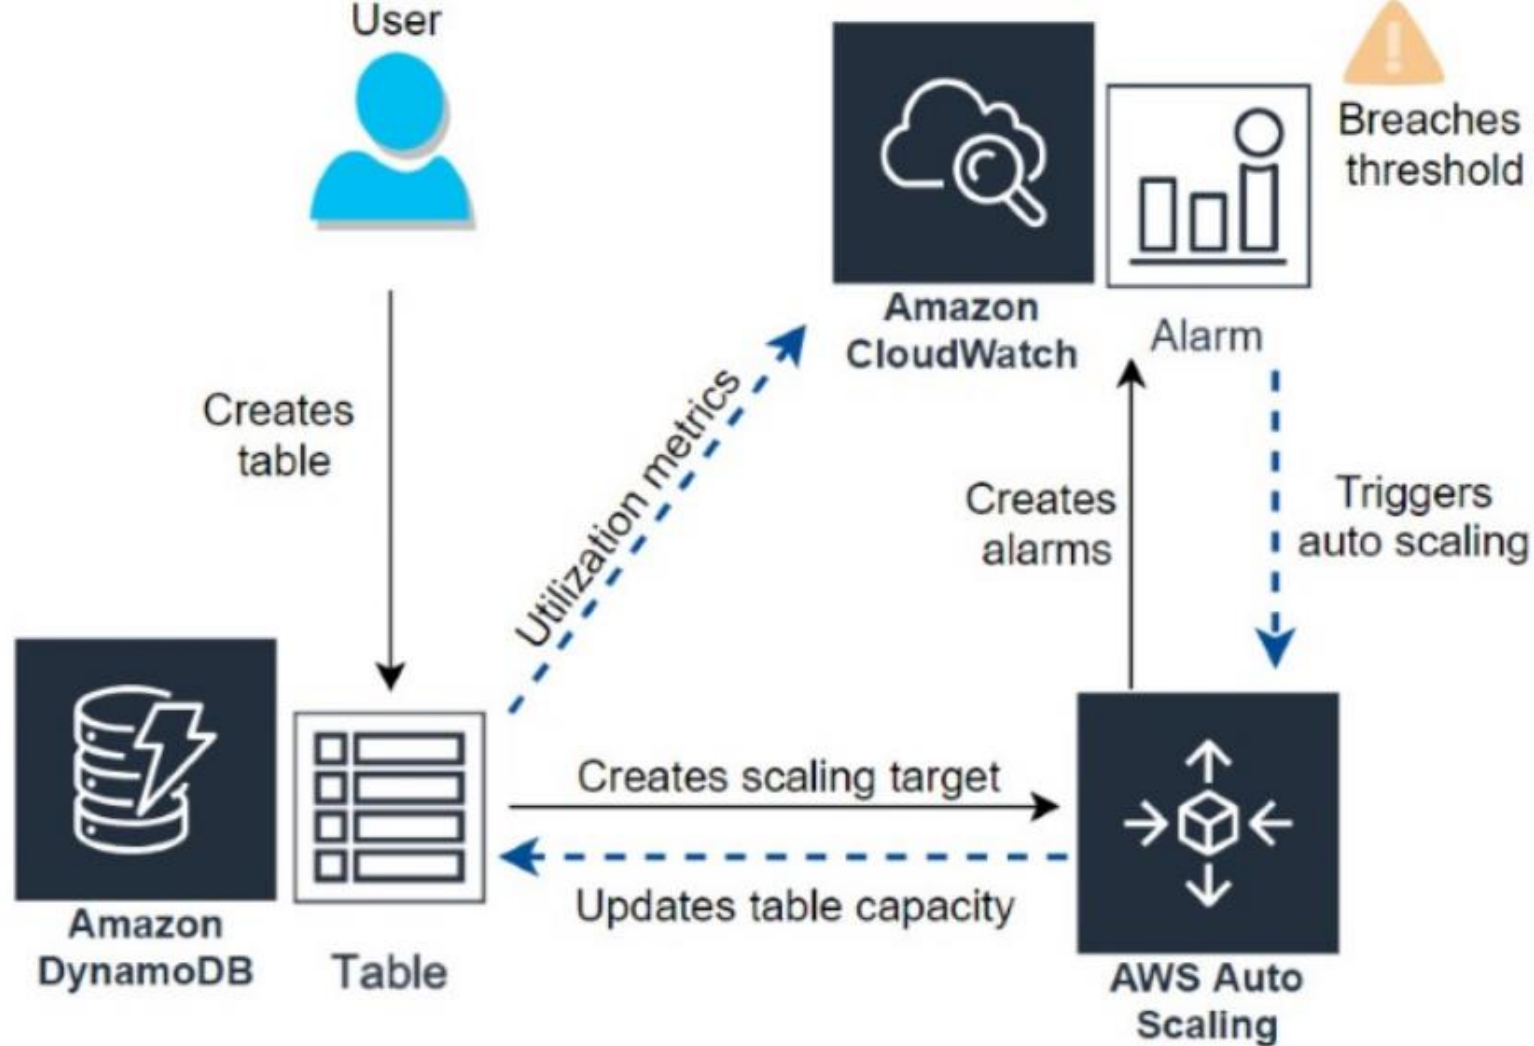 User
Breaches
threshold
Amazon
CloudWatch
Alarm
Creates
table
Utilization metrics
Creates
alarms
Triggers
auto scaling
Creates scaling target
Updates table capacity
Amazon
DynamoDB
Table
AWS Auto
Scaling